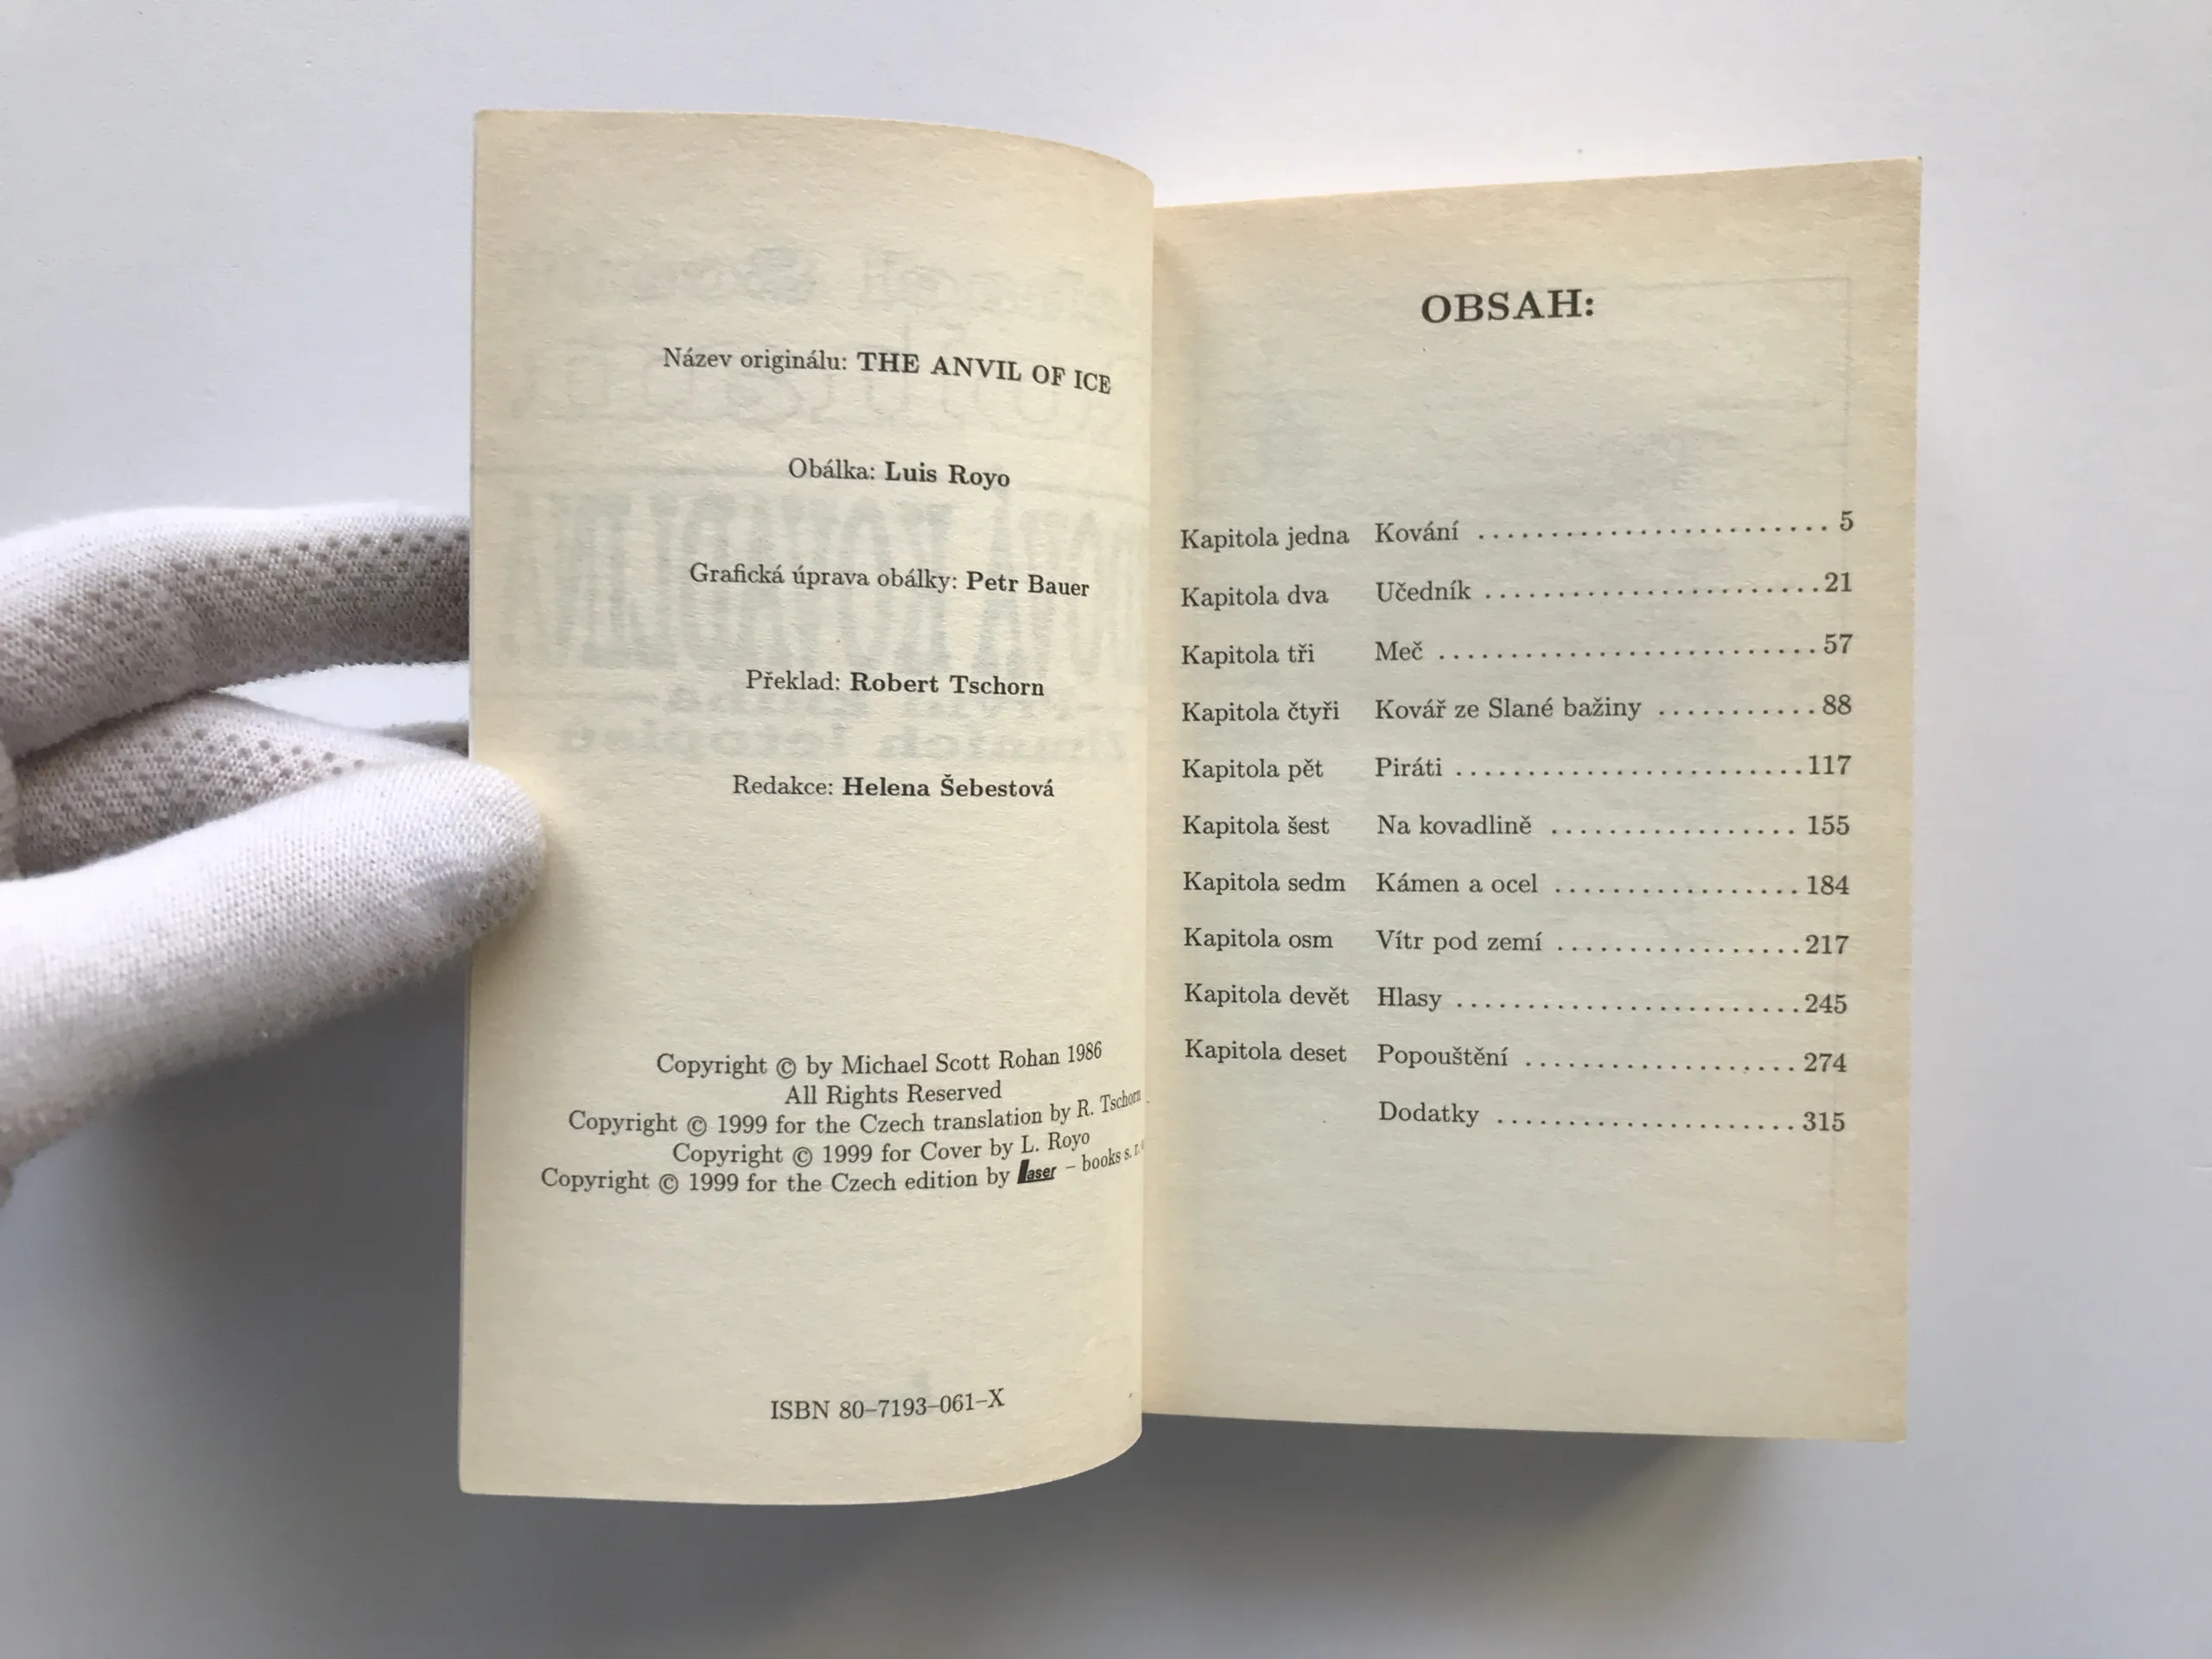 Název originálu: THE ANVIL OF ICE
Obálka: Luis Royo
Grafická úprava obálky: Petr Bauer
Překlad: Robert Tschorn
Redakce: Helena Šebestová
Copyright © by Michael Scott Rohan 1986
All Rights Reserved
Copyright © 1999 for the Czech translation by R. Tschorn
Copyright © 1999 for Cover by L. Royo
Copyright © 1999 for the Czech edition by laser – books s. r.
ISBN 80–7193–061–X
OBSAH:
Kapitola jedna Kování ........................ 5
Kapitola dva Učedník ....................... 21
Kapitola tři Meč .......................... 57
Kapitola čtyři Kovář ze Slané bažiny ........... 88
Kapitola pět Piráti ........................ 117
Kapitola šest Na kovadlině ................. 155
Kapitola sedm Kámen a ocel ................. 184
Kapitola osm Vítr pod zemí ................. 217
Kapitola devět Hlasy ........................ 245
Kapitola deset Popouštění ................... 274
Dodatky ..................... 315